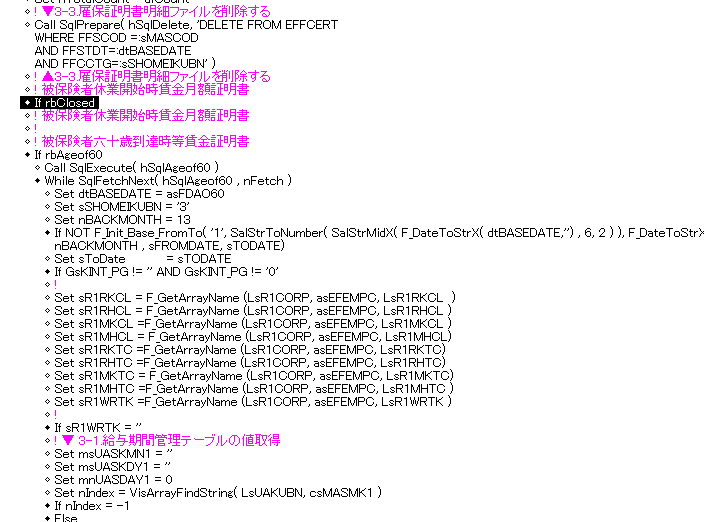 ! ▼3-3.雇保証明書明細ファイルを削除する
Call SqlPrepare( hSqlDelete, 'DELETE FROM EFFCERT
WHERE FFSCOD =:sMASCOD
AND FFSTDT=:dtBASEDATE
AND FFCCTG=:sSHOMEIKUBN' )
! ▲3-3.雇保証明書明細ファイルを削除する
! 被保険者休業開始時賃金月額証明書
If rbClosed
! 被保険者休業開始時賃金月額証明書
!
! 被保険者六十歳到達時等賃金証明書
If rbAgeof60
Call SqlExecute( hSqlAgeof60 )
While SqlFetchNext( hSqlAgeof60 , nFetch )
Set dtBASEDATE = asFDAO60
Set sSHOMEIKUBN = '3'
Set nBACKMONTH = 13
If NOT F_Init_Base_FromTo( '1', SalStrToNumber( SalStrMidX( F_DateToStrX( dtBASEDATE,'') , 6, 2 ) ), F_DateToStrX
nBACKMONTH , sFROMDATE, sTODATE)
Set sToDate = sTODATE
If GsKINT_PG != '' AND GsKINT_PG != '0'
!
Set sR1RKCL = F_GetArrayName (LsR1CORP, asEFEMPC, LsR1RKCL )
Set sR1RHCL = F_GetArrayName (LsR1CORP, asEFEMPC, LsR1RHCL )
Set sR1MKCL =F_GetArrayName (LsR1CORP, asEFEMPC, LsR1MKCL )
Set sR1MHCL = F_GetArrayName (LsR1CORP, asEFEMPC, LsR1MHCL)
Set sR1RKTC =F_GetArrayName (LsR1CORP, asEFEMPC, LsR1RKTC)
Set sR1RHTC =F_GetArrayName (LsR1CORP, asEFEMPC, LsR1RHTC)
Set sR1MKTC = F_GetArrayName (LsR1CORP, asEFEMPC, LsR1MKTC)
Set sR1MHTC =F_GetArrayName (LsR1CORP, asEFEMPC, LsR1MHTC )
Set sR1WRTK =F_GetArrayName (LsR1CORP, asEFEMPC, LsR1WRTK )
!
If sR1WRTK = ''
! ▼ 3-1.給与期間管理テーブルの値取得
Set msUASKMN1 = ''
Set msUASKDY1 = ''
Set mnUASDAY1 = 0
Set nIndex = VisArrayFindString( LsUAKUBN, csMASMK1 )
If nIndex = -1
Else